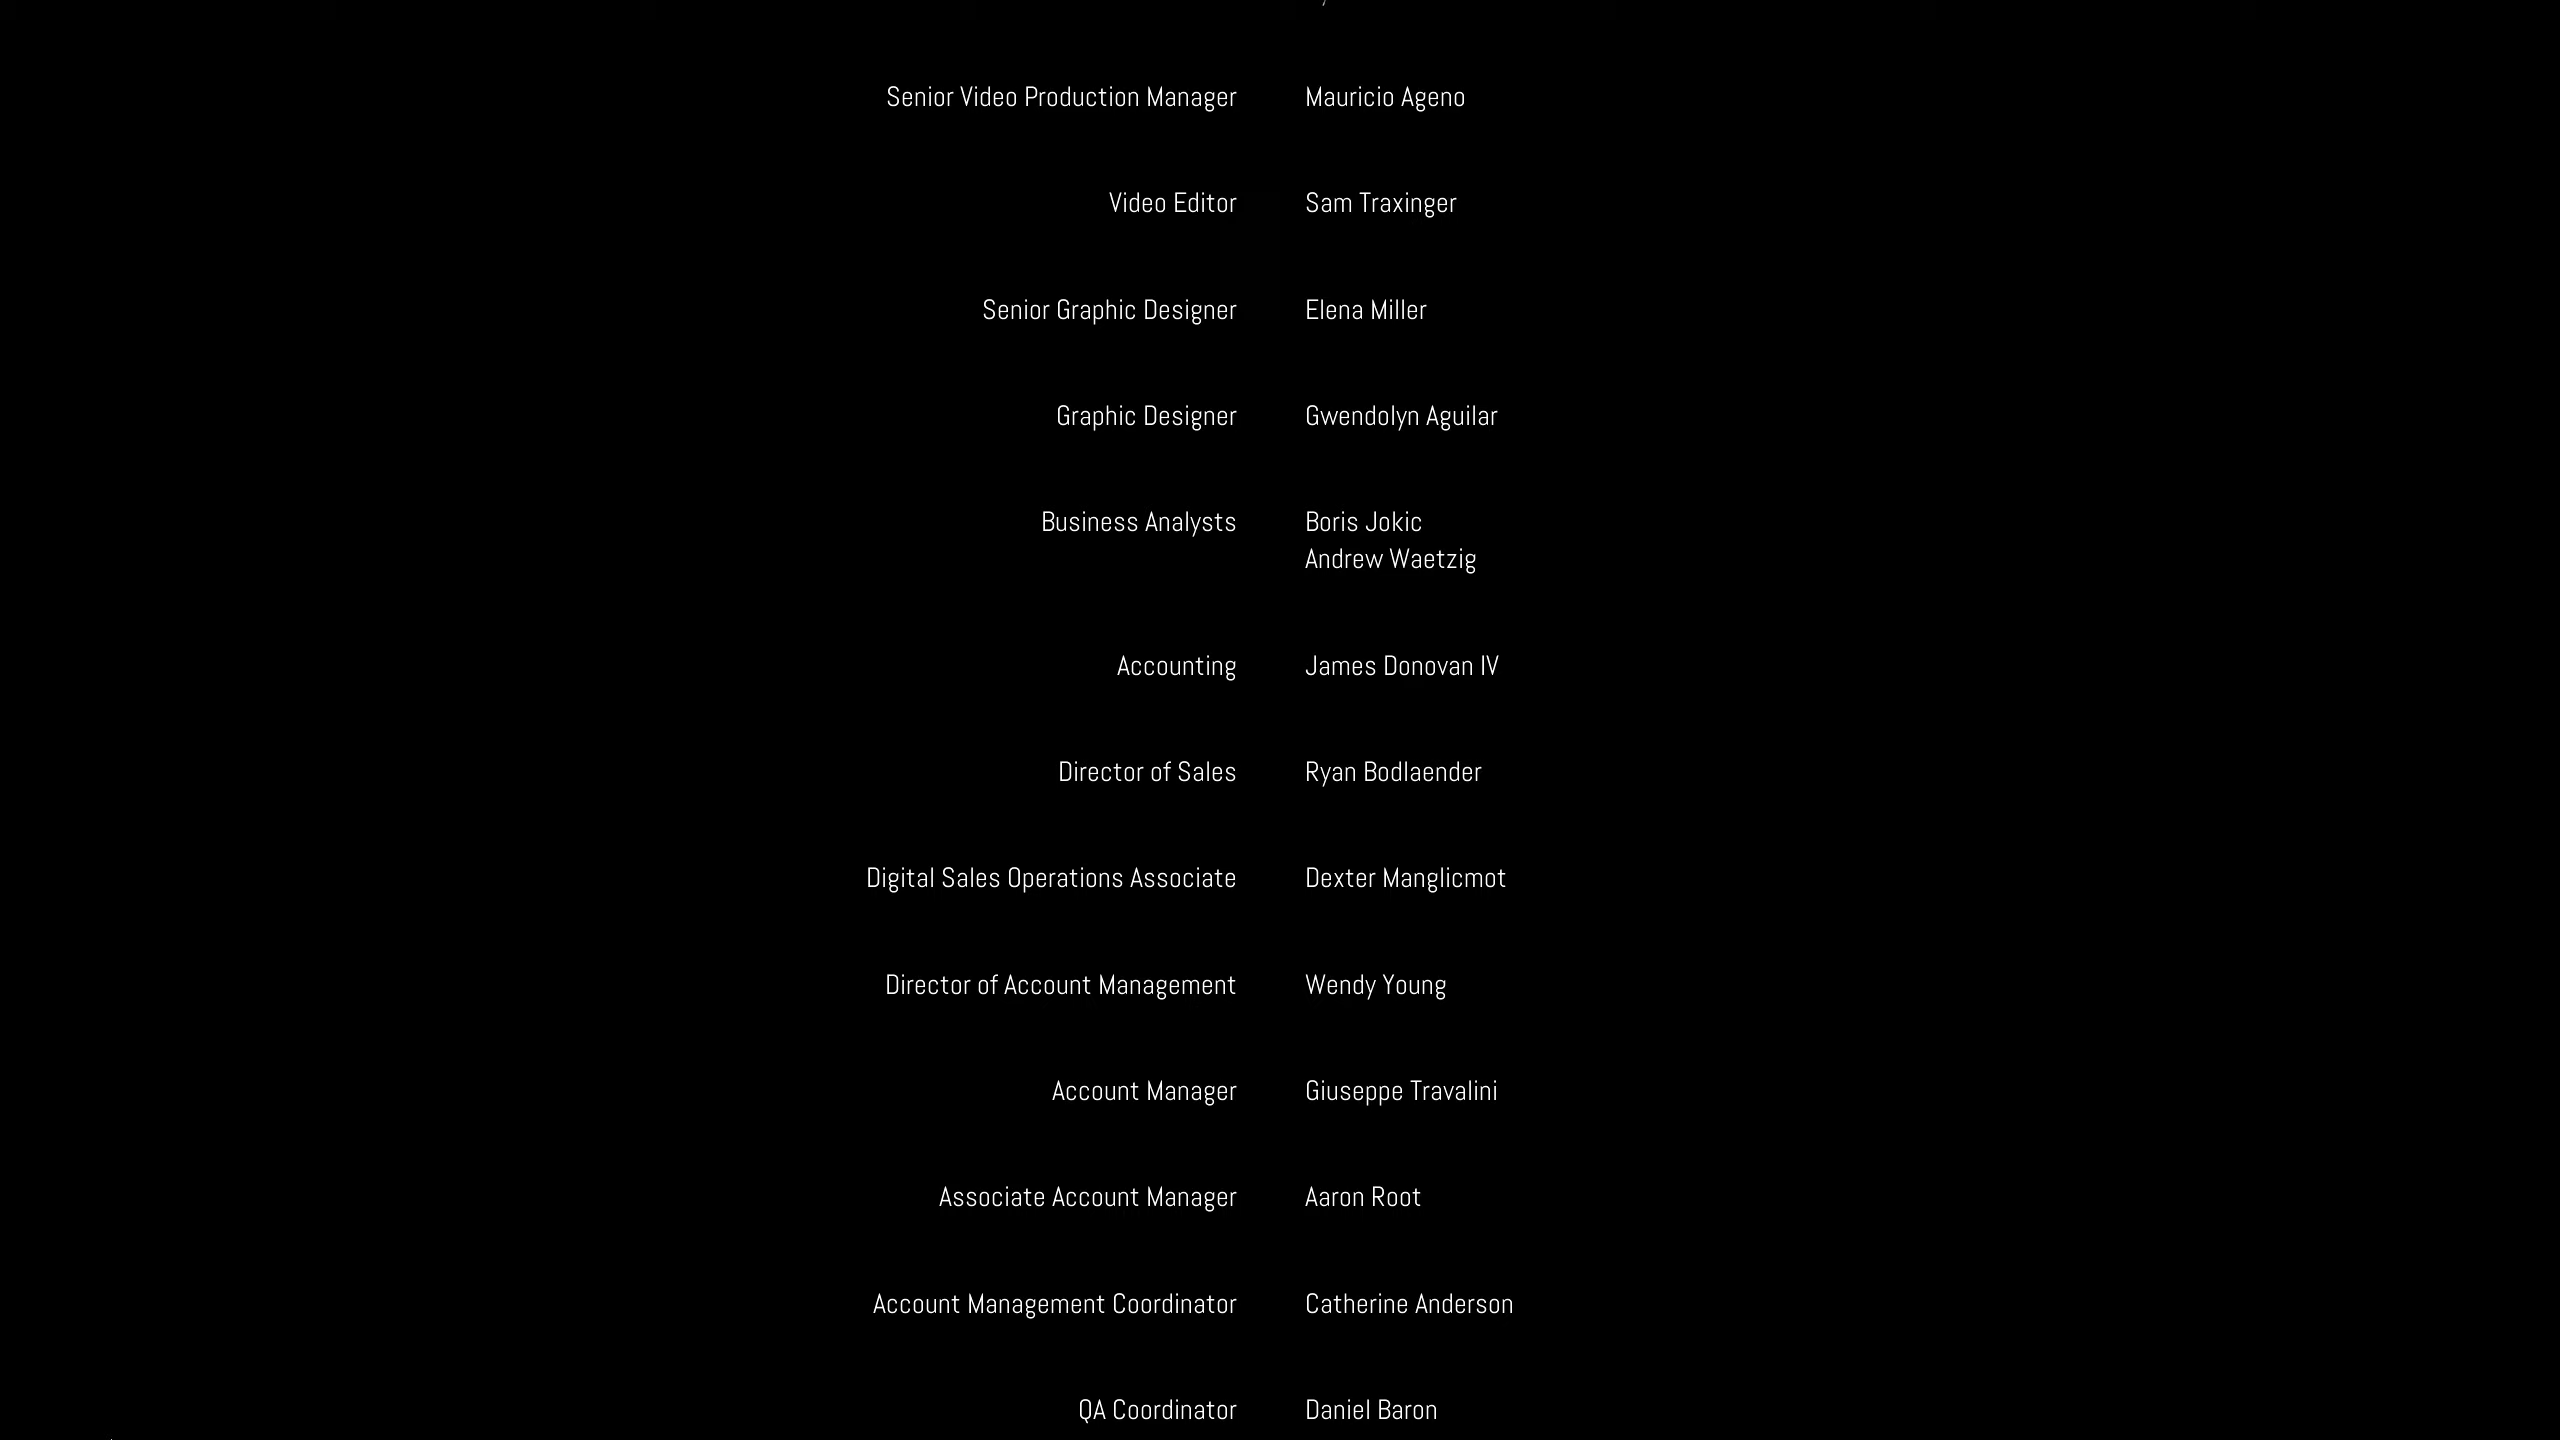 Senior Video Production Manager Mauricio Ageno
Video Editor Sam Traxinger
Senior Graphic Designer Elena Miller
Graphic Designer Gwendolyn Aguilar
Business Analysts Boris Jokic
Andrew Waetzig
Accounting James Donovan IV
Director of Sales Ryan Bodlaender
Digital Sales Operations Associate Dexter Manglicmot
Director of Account Management Wendy Young
Account Manager Giuseppe Travalini
Associate Account Manager Aaron Root
Account Management Coordinator Catherine Anderson
QA Coordinator Daniel Baron